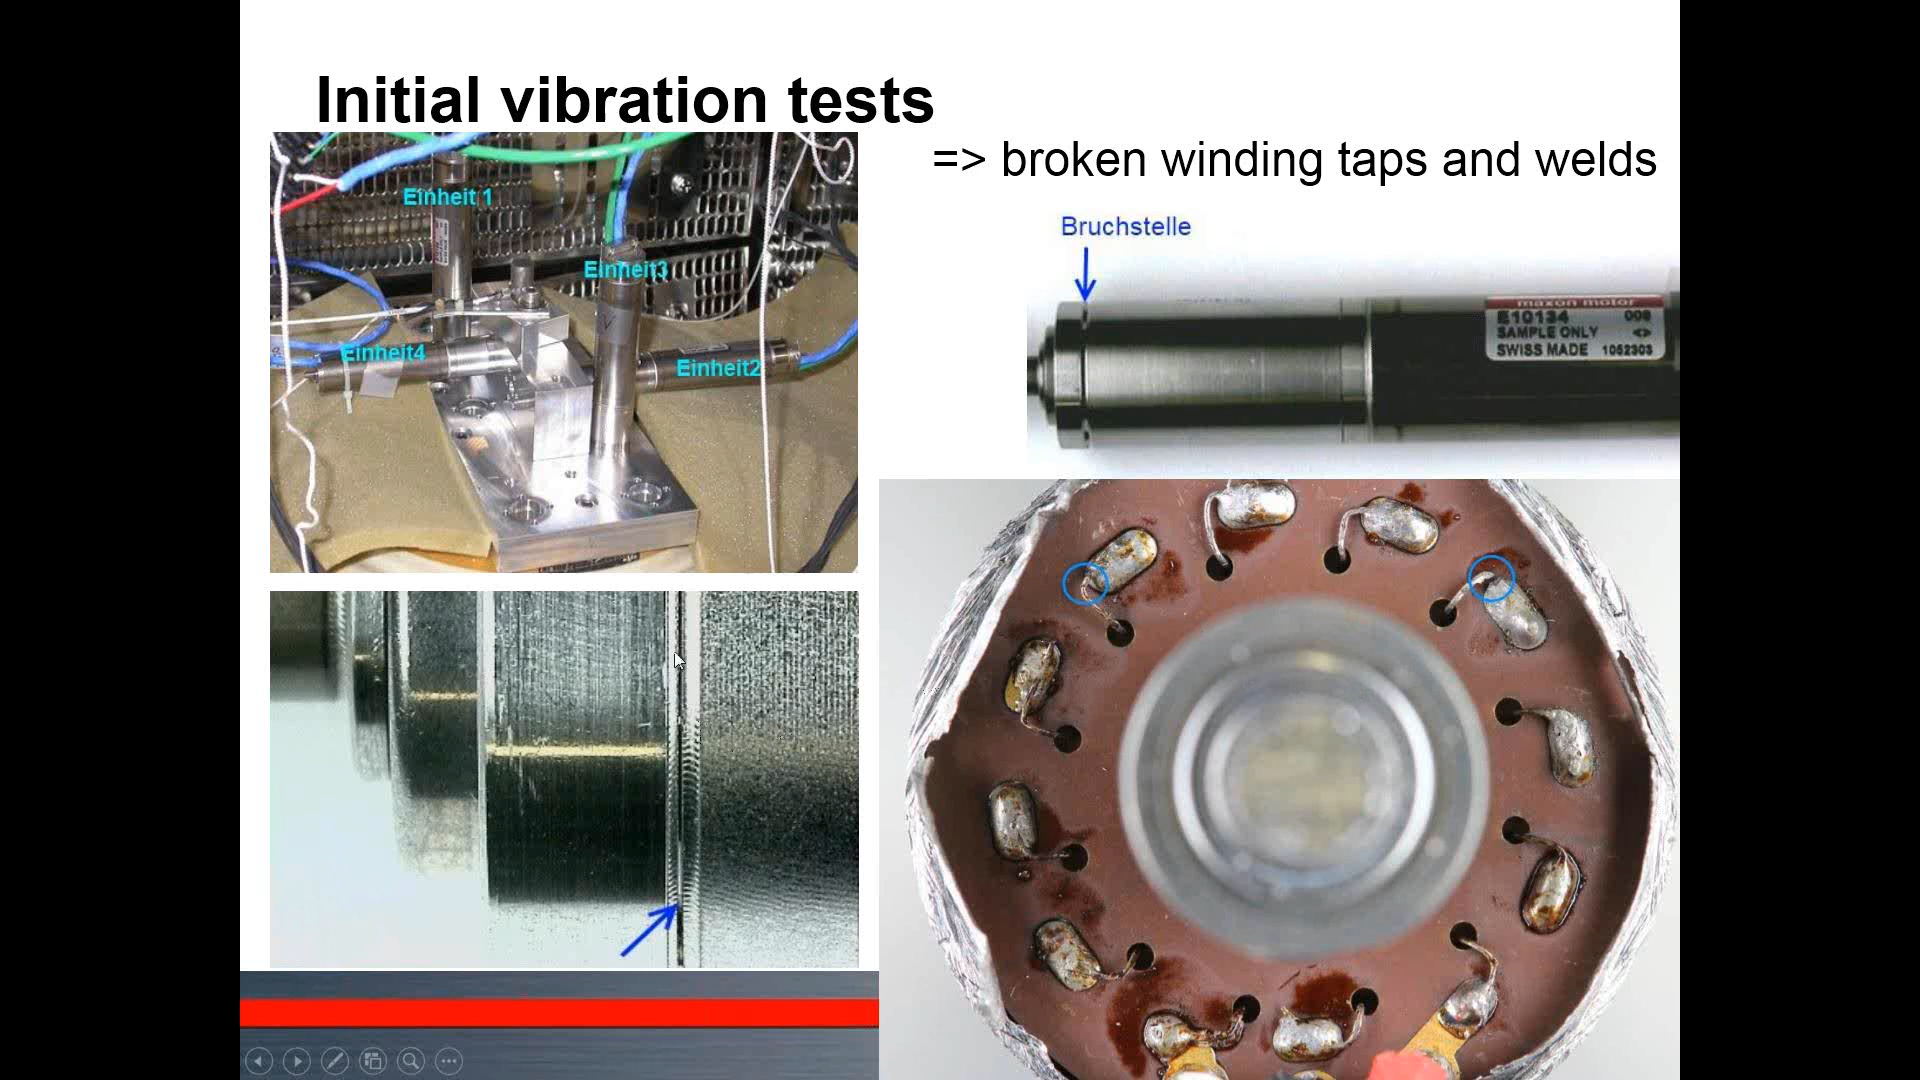 Initial vibration tests
=> broken winding taps and welds
Einheit 1
Einheit3
Einheit4
Einheit2
Bruchstelle
maxon motor
E10134 008
SAMPLE ONLY <>
SWISS MADE 1052303